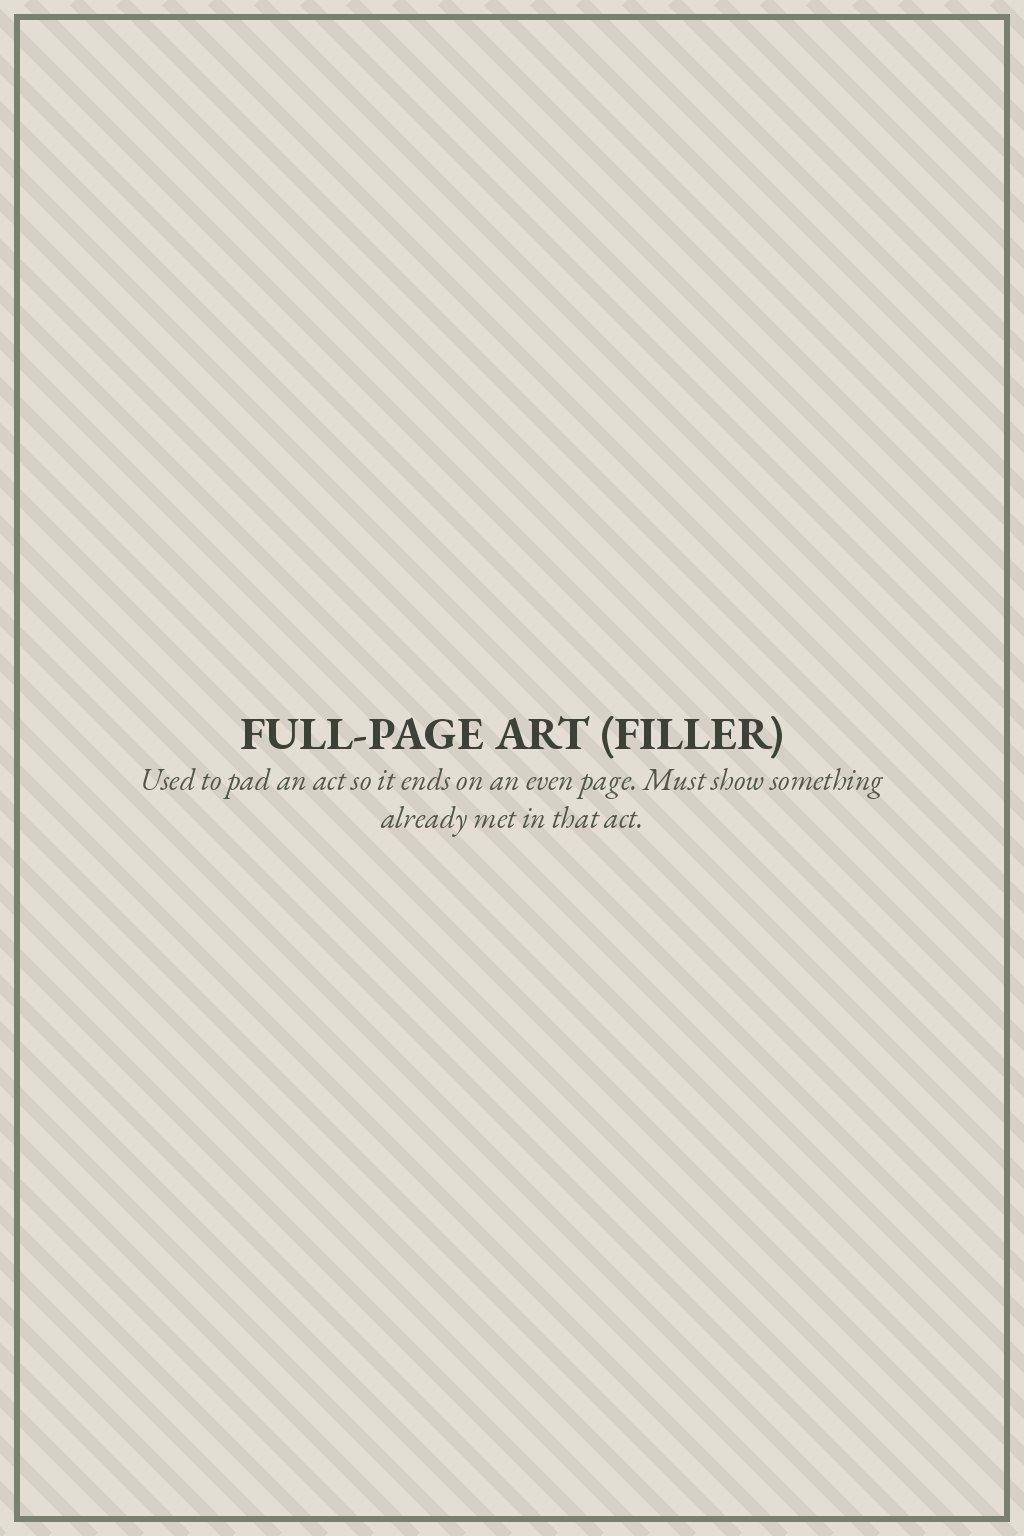 FULL-PAGE ART (FILLER)
Used to pad an act so it ends on an even page. Must show something
already met in that act.